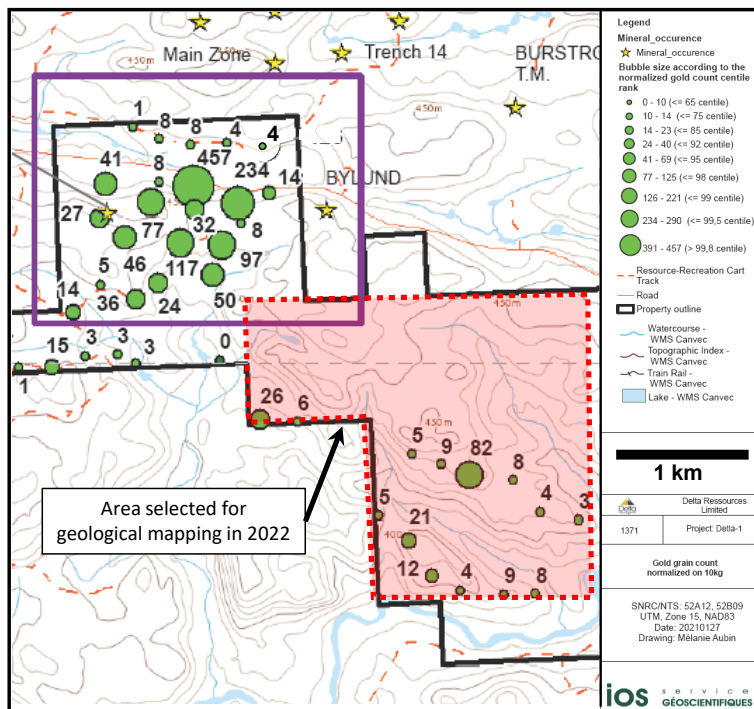 Main Zone
450m
Trench 14
BURSTRO
T.M.
450m
1
8
8
4
4
457
234
14
BYLUND
41
8
27
77
32
8
46
117
97
5
36
24
50
14
450m
15
3
3
3
0
1
26
6
450m
5
9
82
8
4
3
5
21
400
12
4
9
8
Area selected for
geological mapping in 2022
Legend
Mineral_occurence
Mineral_occurence
Bubble size according to the
normalized gold count centile
rank
0 - 10 (<= 65 centile)
10 - 14 (<= 75 centile)
14 - 23 (<= 85 centile)
24 - 40 (<= 92 centile)
41 - 69 (<= 95 centile)
77 - 125 (<= 98 centile)
126 - 221 (<= 99 centile)
234 - 290 (<= 99,5 centile)
391 - 457 (> 99,8 centile)
Resource-Recreation Cart
Track
Road
Property outline
Watercourse -
WMS Canvec
Topographic Index -
WMS Canvec
Train Rail -
WMS Canvec
Lake - WMS Canvec
1 km
Delta
Delta Ressources
Limited
1371
Project: Detla-1
Gold grain count
normalized on 10kg
SNRC/NTS: 52A12, 52B09
UTM, Zone 15, NAD83
Date: 20210127
Drawing: Mélanie Aubin
ios service
GÉOSCIENTIFIQUES